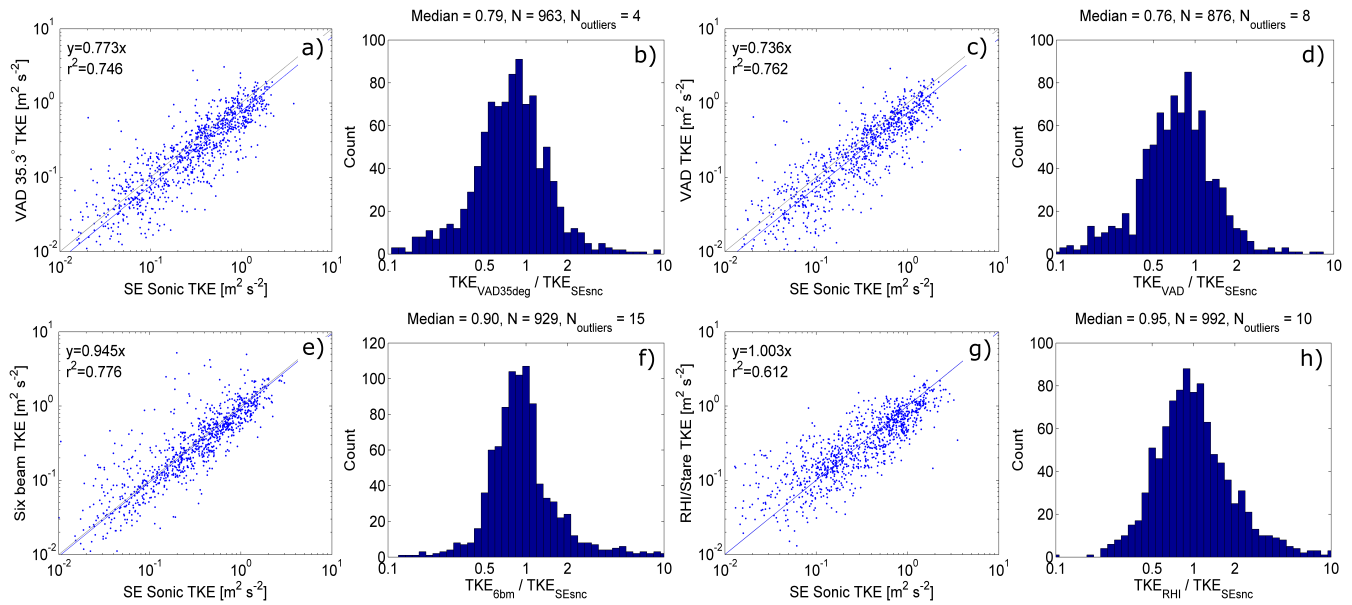 y=0.773x
r²=0.746
a)
10¹
10⁰
10⁻¹
10⁻²
VAD 35.3° TKE [m² s⁻²]
10⁻² 10⁻¹ 10⁰ 10¹
SE Sonic TKE [m² s⁻²]
Median = 0.79, N = 963, N_outliers = 4
b)
100
80
60
40
20
0
Count
0.1 0.5 1 2 10
TKE_VAD35deg / TKE_SEsnc
y=0.736x
r²=0.762
c)
10¹
10⁰
10⁻¹
10⁻²
VAD TKE [m² s⁻²]
10⁻² 10⁻¹ 10⁰ 10¹
SE Sonic TKE [m² s⁻²]
Median = 0.76, N = 876, N_outliers = 8
d)
100
80
60
40
20
0
Count
0.1 0.5 1 2 10
TKE_VAD / TKE_SEsnc
y=0.945x
r²=0.776
e)
10¹
10⁰
10⁻¹
10⁻²
Six beam TKE [m² s⁻²]
10⁻² 10⁻¹ 10⁰ 10¹
SE Sonic TKE [m² s⁻²]
Median = 0.90, N = 929, N_outliers = 15
f)
120
100
80
60
40
20
0
Count
0.1 0.5 1 2 10
TKE_6bm / TKE_SEsnc
y=1.003x
r²=0.612
g)
10¹
10⁰
10⁻¹
10⁻²
RHI/Stare TKE [m² s⁻²]
10⁻² 10⁻¹ 10⁰ 10¹
SE Sonic TKE [m² s⁻²]
Median = 0.95, N = 992, N_outliers = 10
h)
100
80
60
40
20
0
Count
0.1 0.5 1 2 10
TKE_RHI / TKE_SEsnc